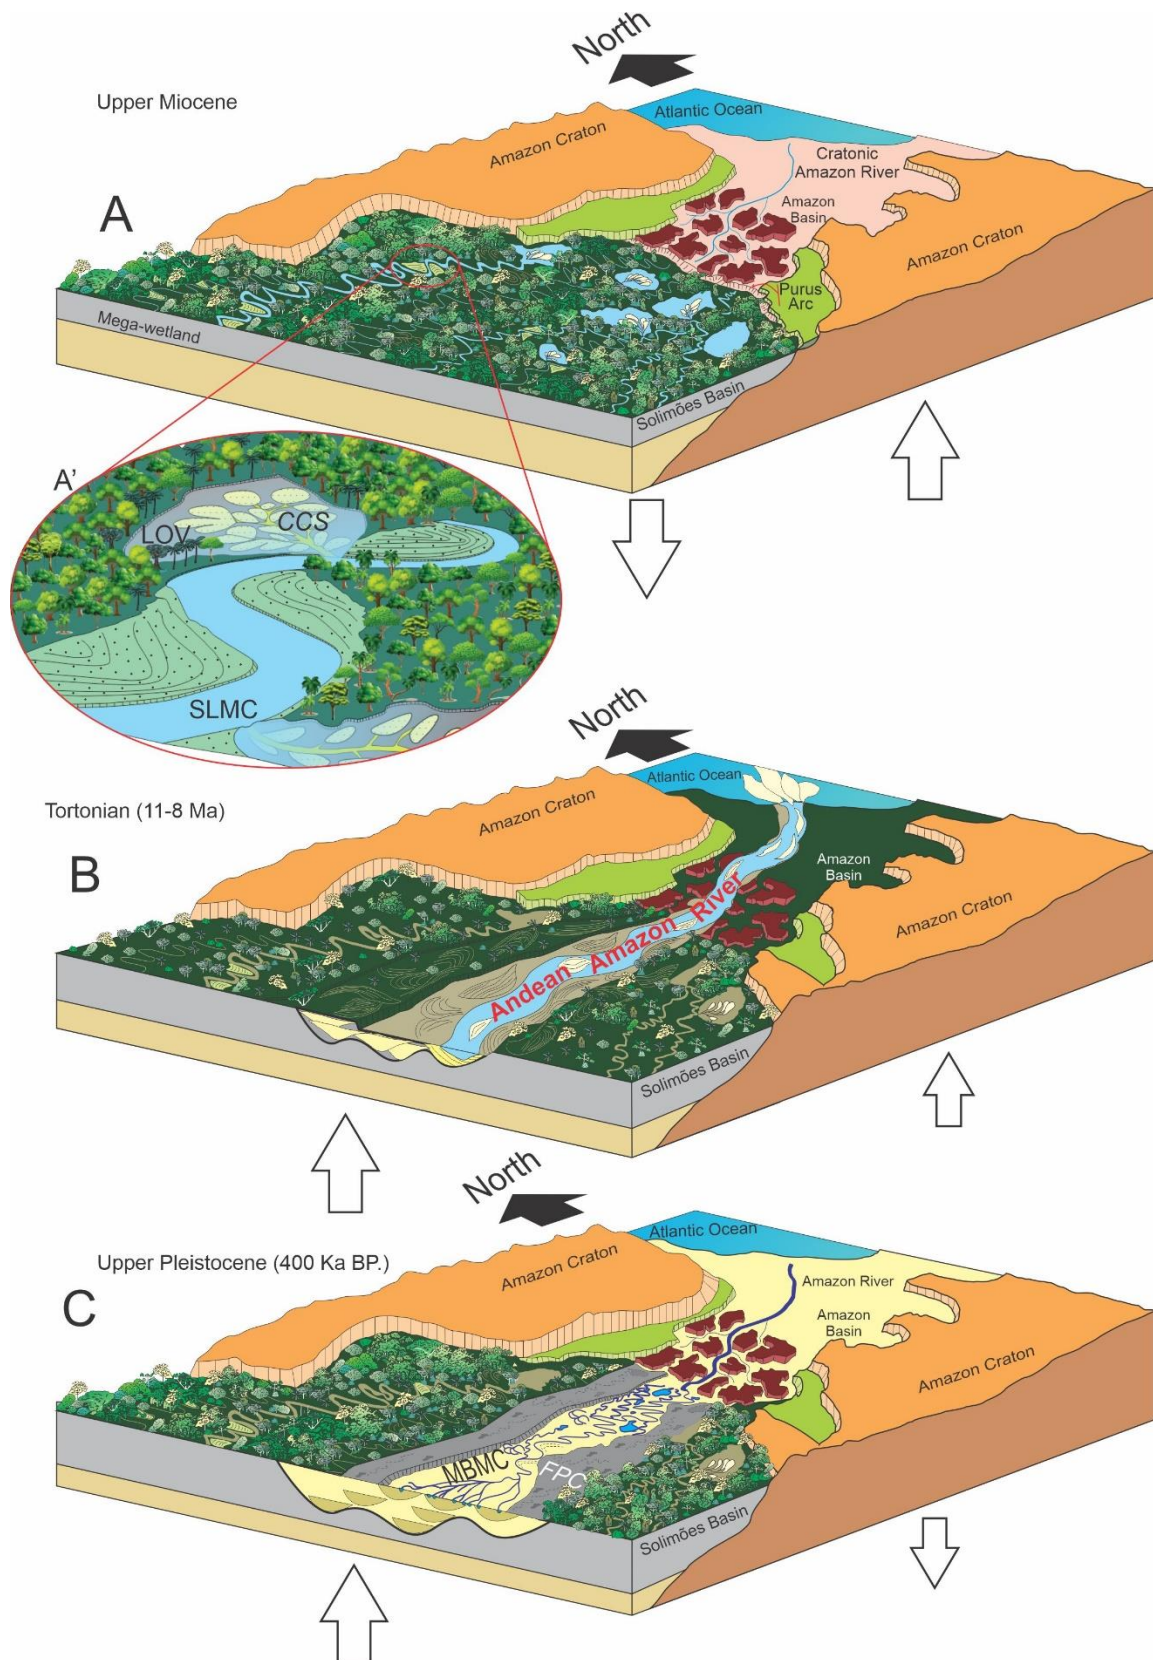 North
Upper Miocene
Atlantic Ocean
Amazon Craton
Cratonic
Amazon River
A
Amazon
Basin
Amazon Craton
Purus
Arc
Mega-wetland
Solimões Basin
A'
LOV
CCS
SLMC
North
Atlantic Ocean
Tortonian (11-8 Ma)
Amazon Craton
B
Amazon
Basin
Andean Amazon River
Amazon Craton
Solimões Basin
North
Atlantic Ocean
Upper Pleistocene (400 Ka BP.)
Amazon Craton
Amazon River
C
Amazon
Basin
Amazon Craton
MBMC
FPC
Solimões Basin